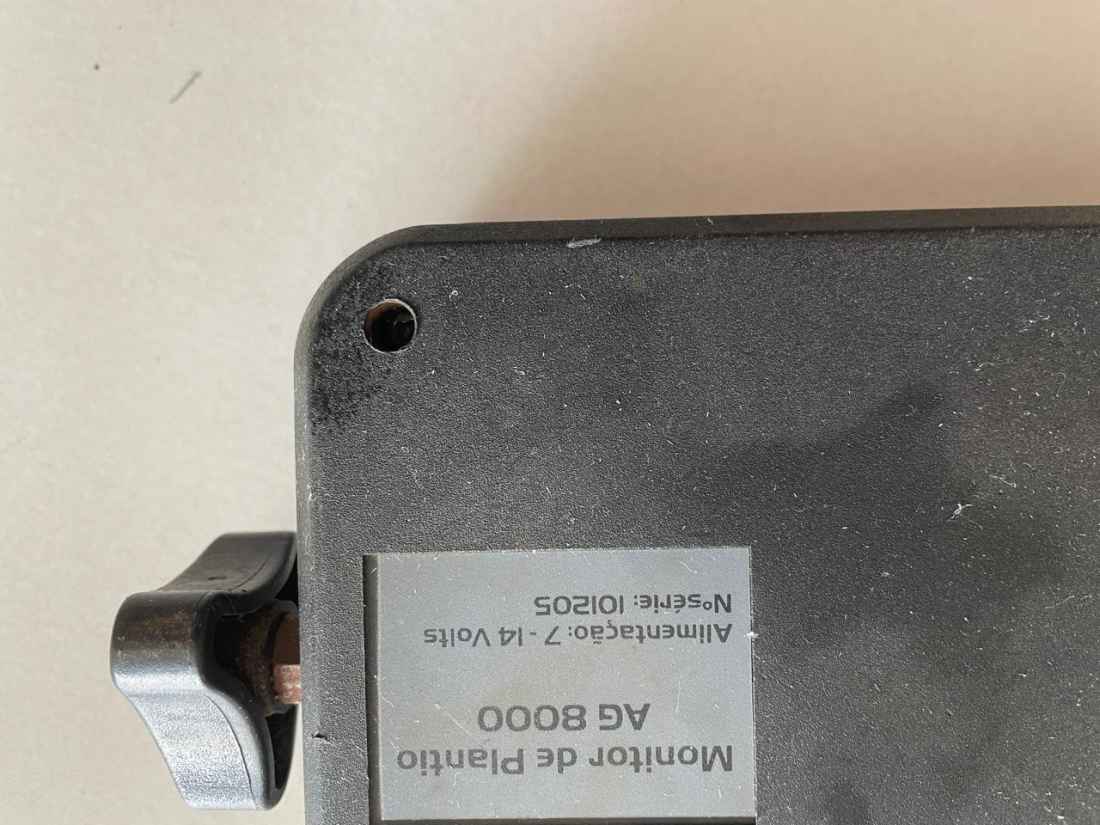 Monitor de Plantio
AG 8000
Alimentação: 7 - 14 Volts
Nºsérie: 101205